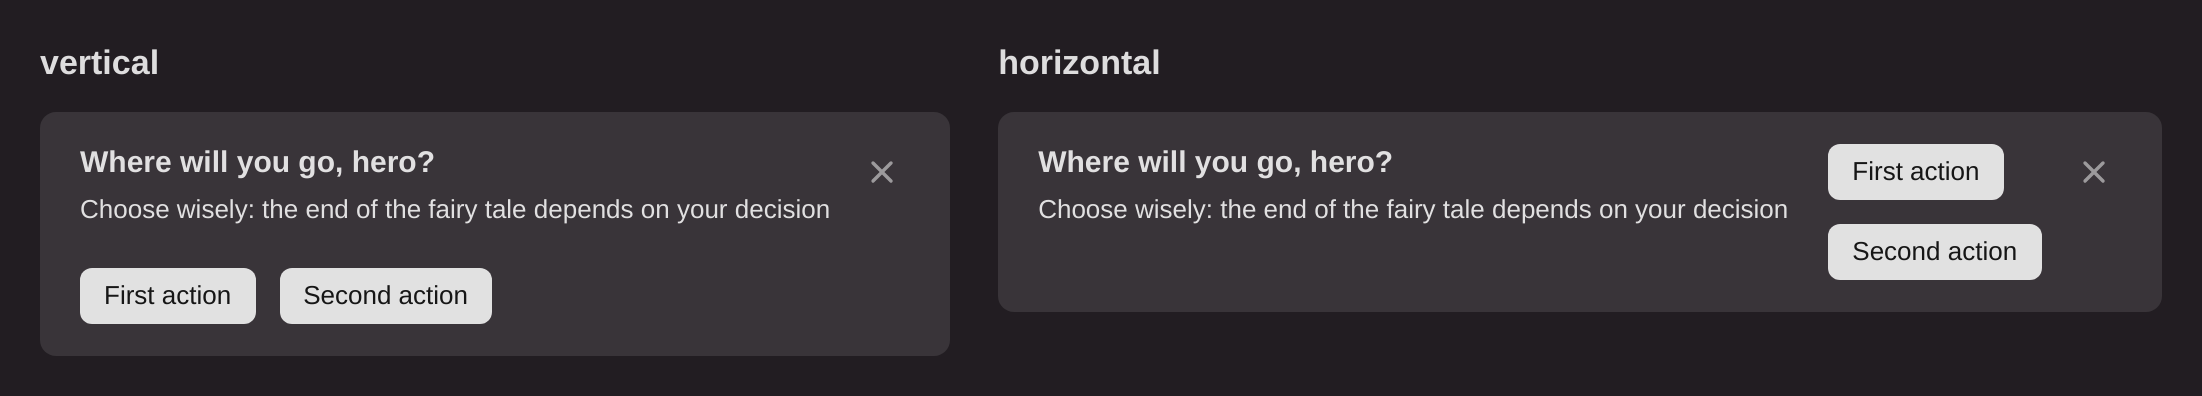 vertical
Where will you go, hero?
Choose wisely: the end of the fairy tale depends on your decision
First action
Second action
horizontal
Where will you go, hero?
Choose wisely: the end of the fairy tale depends on your decision
First action
Second action